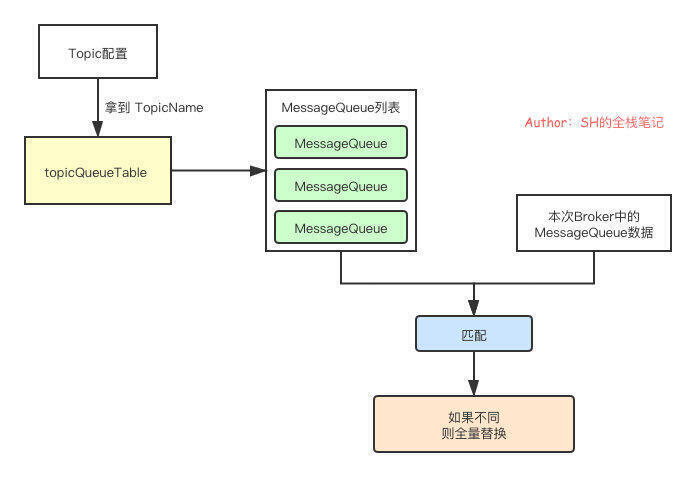 Topic配置
拿到 TopicName
topicQueueTable
MessageQueue列表
MessageQueue
MessageQueue
MessageQueue
Author：SH的全栈笔记
本次Broker中的
MessageQueue数据
匹配
如果不同
则全量替换